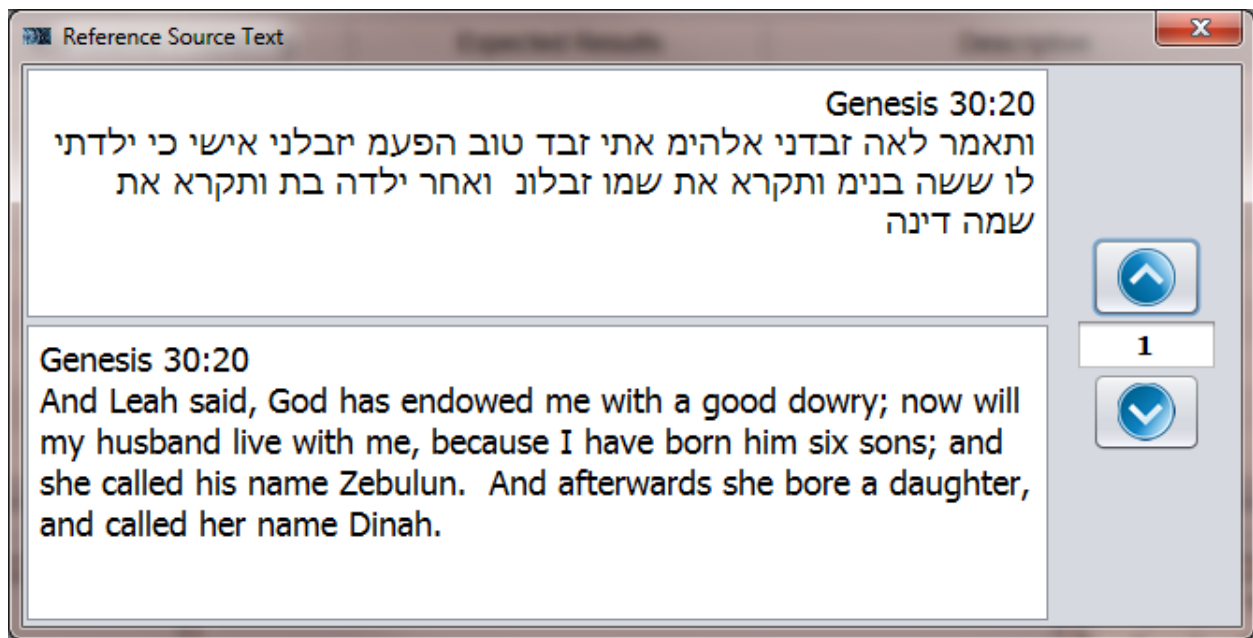 Reference Source Text
Expected Results
Genesis 30:20
ותאמר לאה זבדני אלהימ אתי זבד טוב הפעמ יזבלני אישי כי ילדתי
לו ששה בנימ ותקרא את שמו זבלונ  ואחר ילדה בת ותקרא את
שמה דינה
1
Genesis 30:20
And Leah said, God has endowed me with a good dowry; now will
my husband live with me, because I have born him six sons; and
she called his name Zebulun.  And afterwards she bore a daughter,
and called her name Dinah.